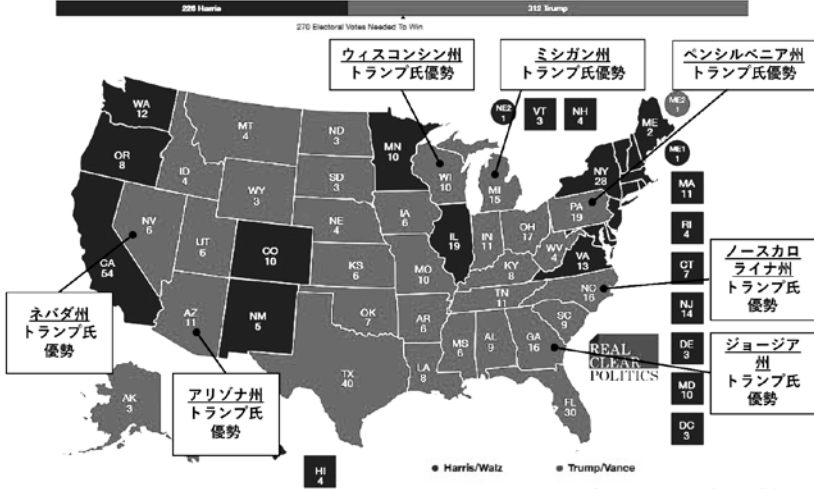 226 Harris
312 Trump
270 Electoral Votes Needed To Win
ウィスコンシン州
トランプ氏優勢
ミシガン州
トランプ氏優勢
ペンシルベニア州
トランプ氏優勢
WA
12
OR
8
CA
54
NV
6
ID
4
MT
4
WY
3
UT
6
AZ
11
CO
10
NM
5
ND
3
SD
3
NE
4
KS
6
OK
7
TX
40
MN
10
IA
6
MO
10
AR
6
LA
8
WI
10
IL
19
MI
15
IN
11
OH
17
KY
8
TN
11
MS
6
AL
9
GA
16
FL
30
SC
9
NC
16
VA
13
WV
4
PA
19
NY
28
ME
2
NE2
1
VT
3
NH
4
ME2
1
ME1
1
MA
11
RI
4
CT
7
NJ
14
DE
3
MD
10
DC
3
AK
3
HI
4
ネバダ州
トランプ氏
優勢
アリゾナ州
トランプ氏
優勢
ノースカロ
ライナ州
トランプ氏
優勢
ジョージア
州
トランプ氏
優勢
REAL
CLEAR
POLITICS
Harris/Walz
Trump/Vance